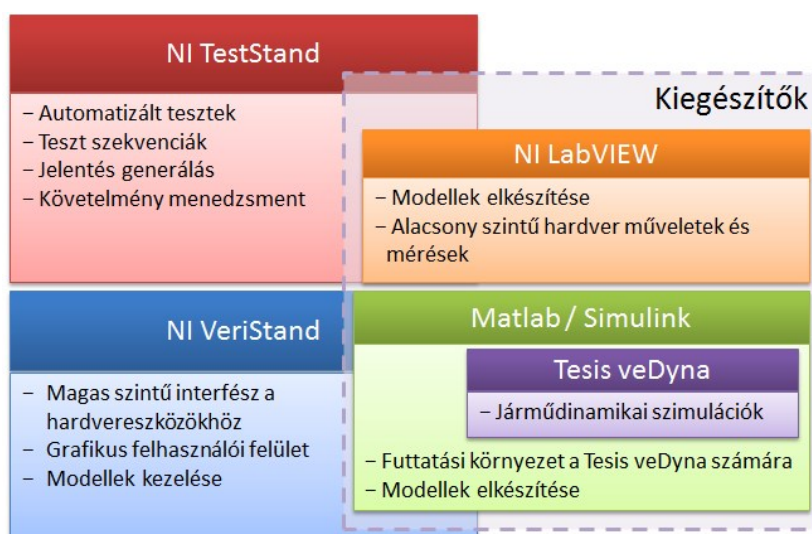 NI TestStand
– Automatizált tesztek
– Teszt szekvenciák
– Jelentés generálás
– Követelmény menedzsment
Kiegészítők
NI LabVIEW
– Modellek elkészítése
– Alacsony szintű hardver műveletek és
mérések
NI VeriStand
– Magas szintű interfész a
hardvereszközökhöz
– Grafikus felhasználói felület
– Modellek kezelése
Matlab / Simulink
Tesis veDyna
– Járműdinamikai szimulációk
– Futtatási környezet a Tesis veDyna számára
– Modellek elkészítése